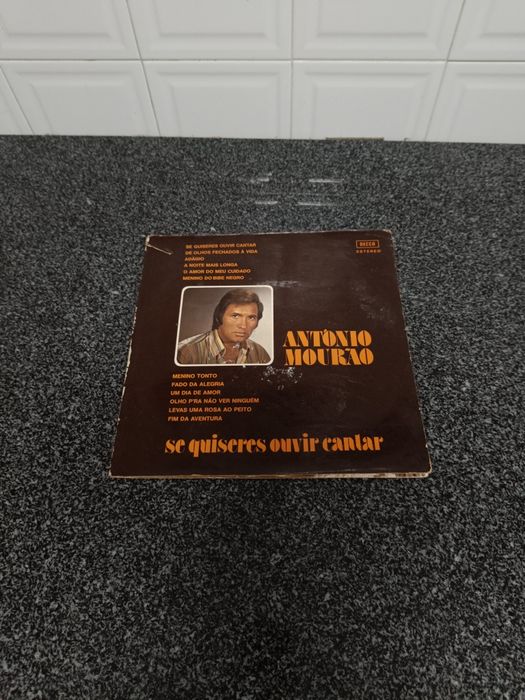 SE QUISERES OUVIR CANTAR
DE OLHOS FECHADOS À VIDA
ADÁGIO
A NOITE MAIS LONGA
O AMOR DO MEU CUIDADO
MENINO DO BIBE NEGRO
DECCA
ESTEREO
ANTÓNIO
MOURÃO
MENINO TONTO
FADO DA ALEGRIA
UM DIA DE AMOR
OLHO P'RA NÃO VER NINGUÉM
LEVAS UMA ROSA AO PEITO
FIM DA AVENTURA
se quiseres ouvir cantar